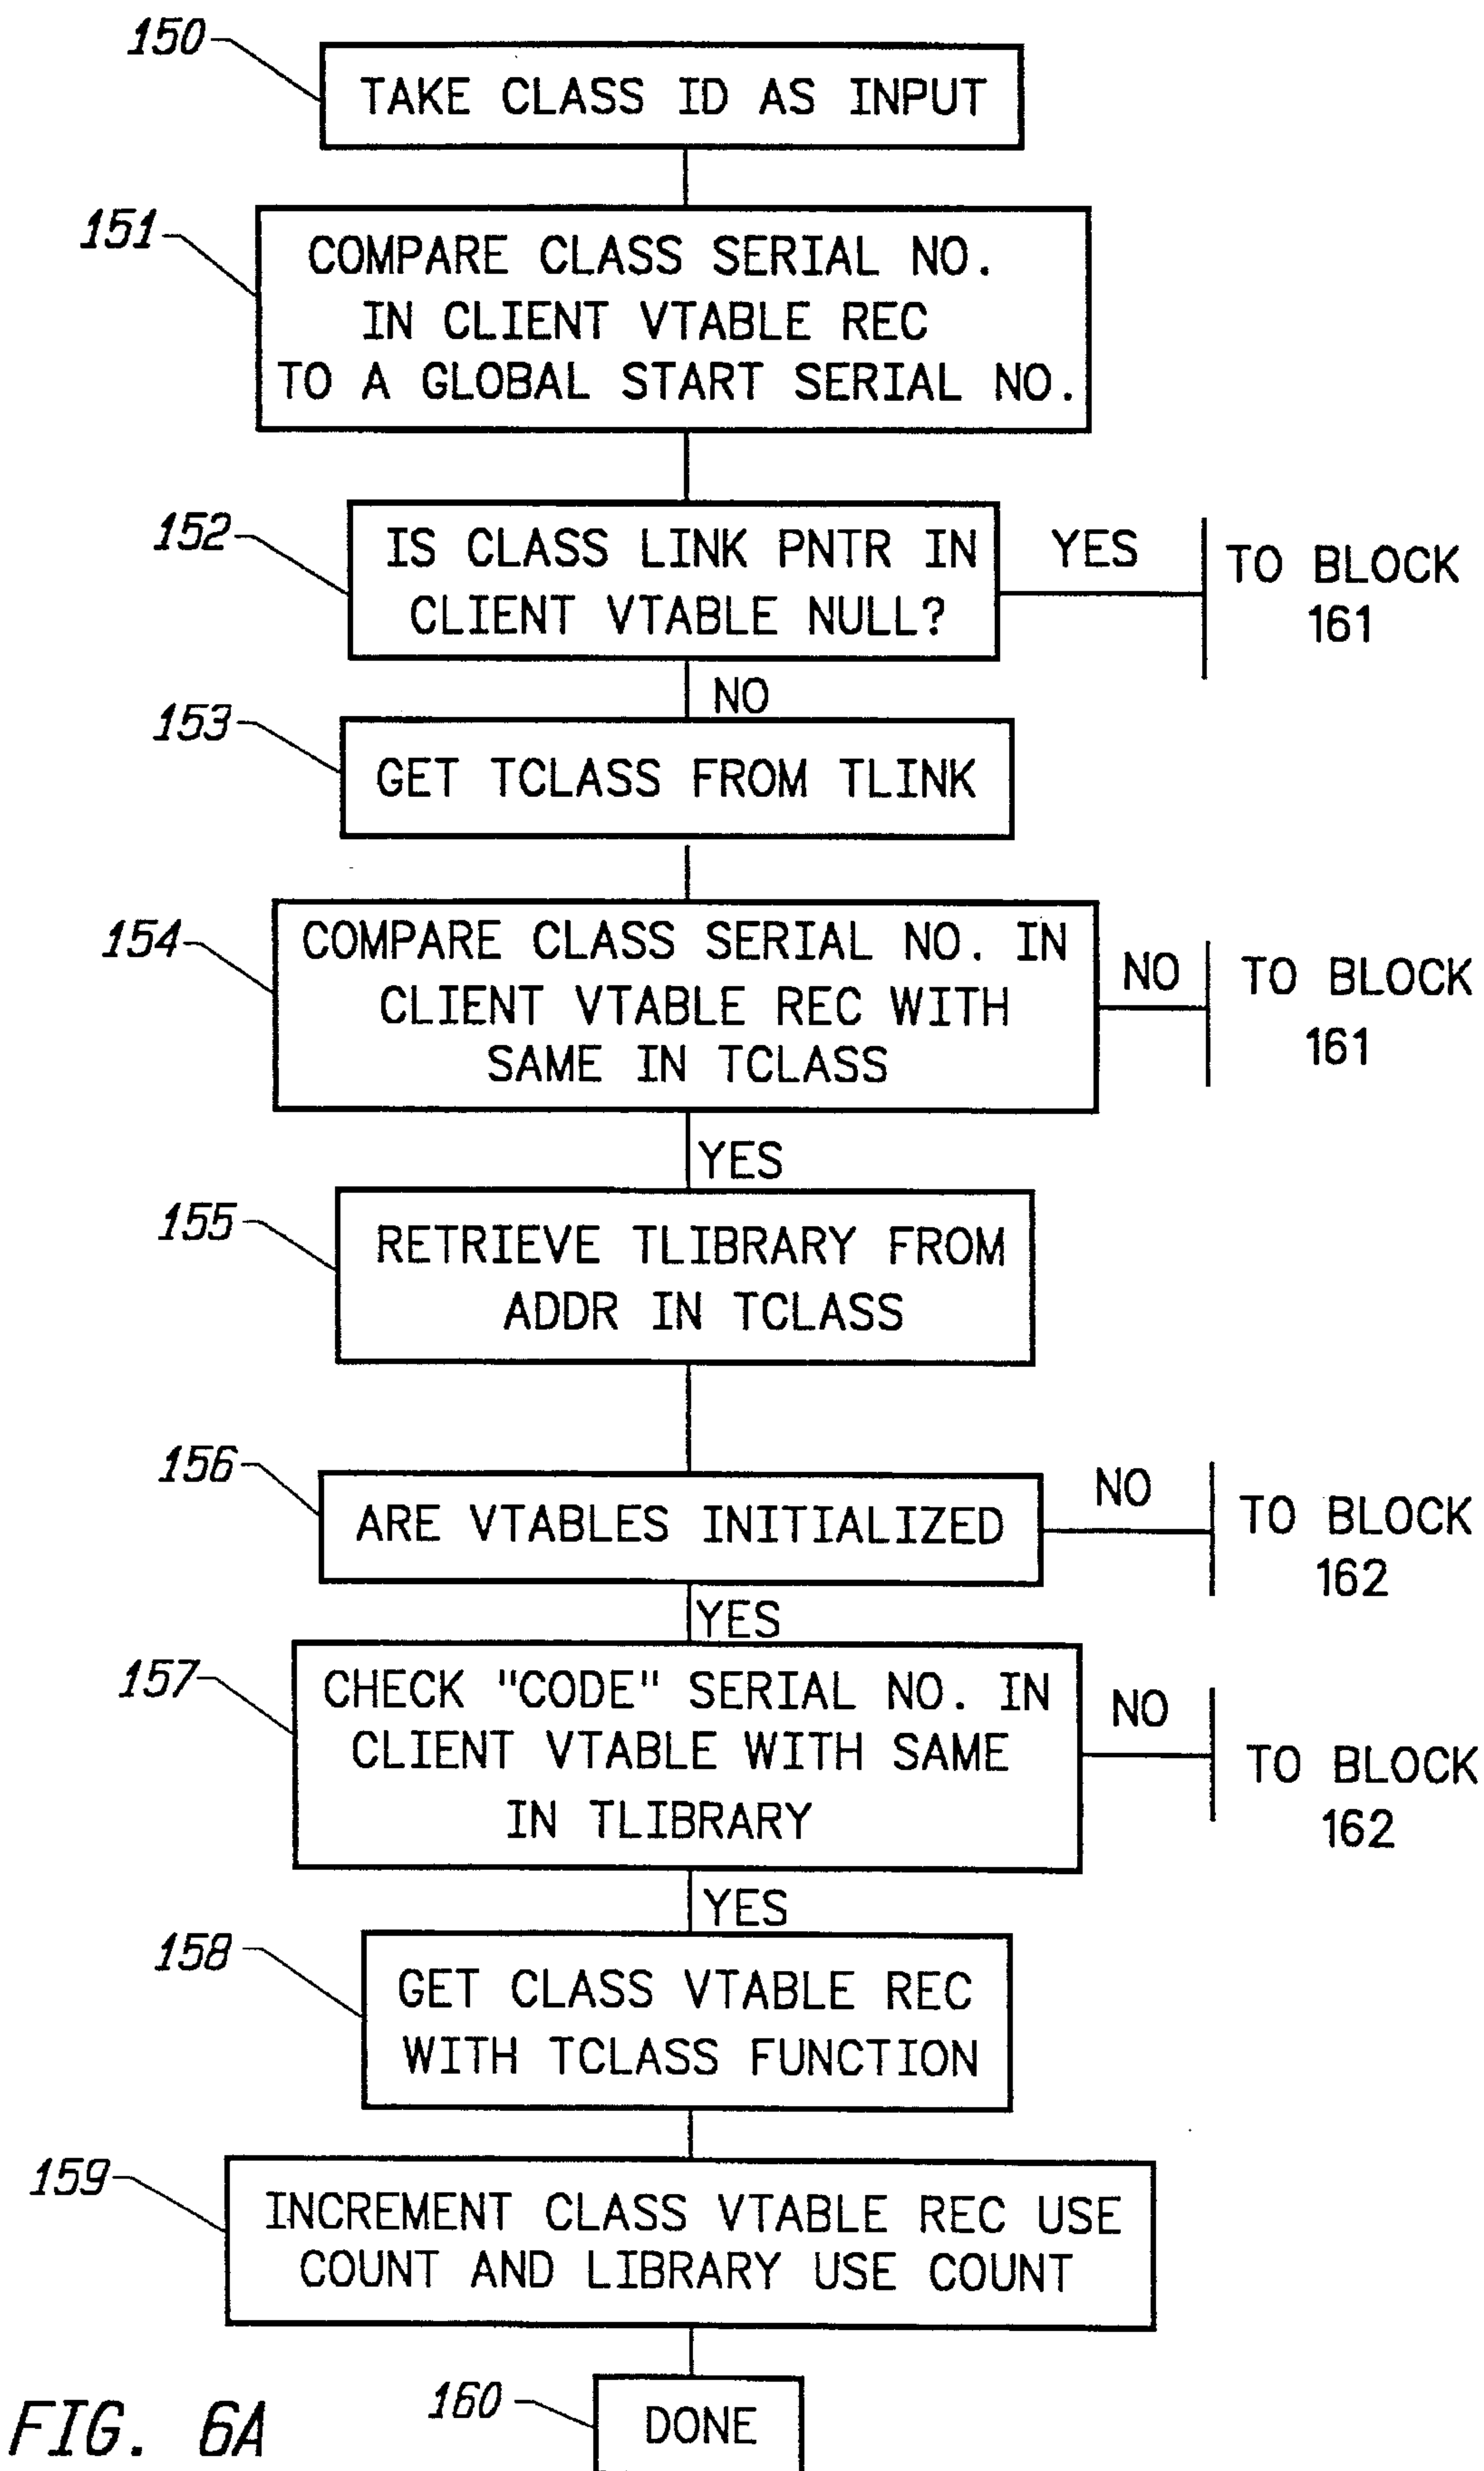 150
TAKE CLASS ID AS INPUT
151
COMPARE CLASS SERIAL NO.
IN CLIENT VTABLE REC
TO A GLOBAL START SERIAL NO.
152
IS CLASS LINK PNTR IN
CLIENT VTABLE NULL?
YES
TO BLOCK
161
NO
153
GET TCLASS FROM TLINK
154
COMPARE CLASS SERIAL NO. IN
CLIENT VTABLE REC WITH
SAME IN TCLASS
NO
TO BLOCK
161
YES
155
RETRIEVE TLIBRARY FROM
ADDR IN TCLASS
156
ARE VTABLES INITIALIZED
NO
TO BLOCK
162
YES
157
CHECK "CODE" SERIAL NO. IN
CLIENT VTABLE WITH SAME
IN TLIBRARY
NO
TO BLOCK
162
YES
158
GET CLASS VTABLE REC
WITH TCLASS FUNCTION
159
INCREMENT CLASS VTABLE REC USE
COUNT AND LIBRARY USE COUNT
160
DONE
FIG. 6A